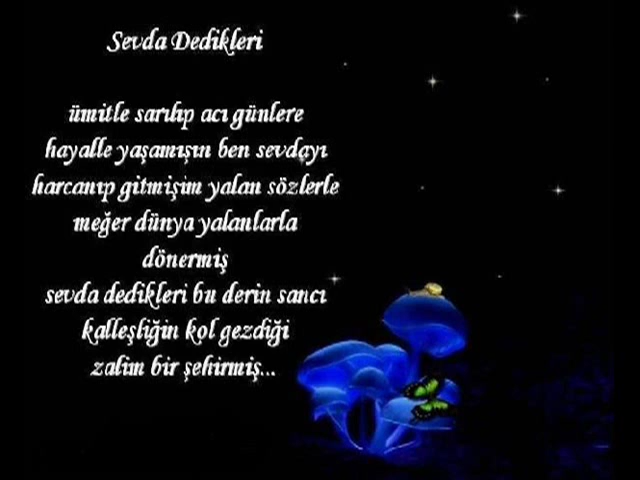 Sevda Dedikleri
ümitle sarılıp acı günlere
hayalle yaşamışın ben sevdayı
harcanıp gitmişim yalan sözlerle
meğer dünya yalanlarla
dönermiş
sevda dedikleri bu derin sancı
kalleşliğin kol gezdiği
zalim bir şehirmiş...